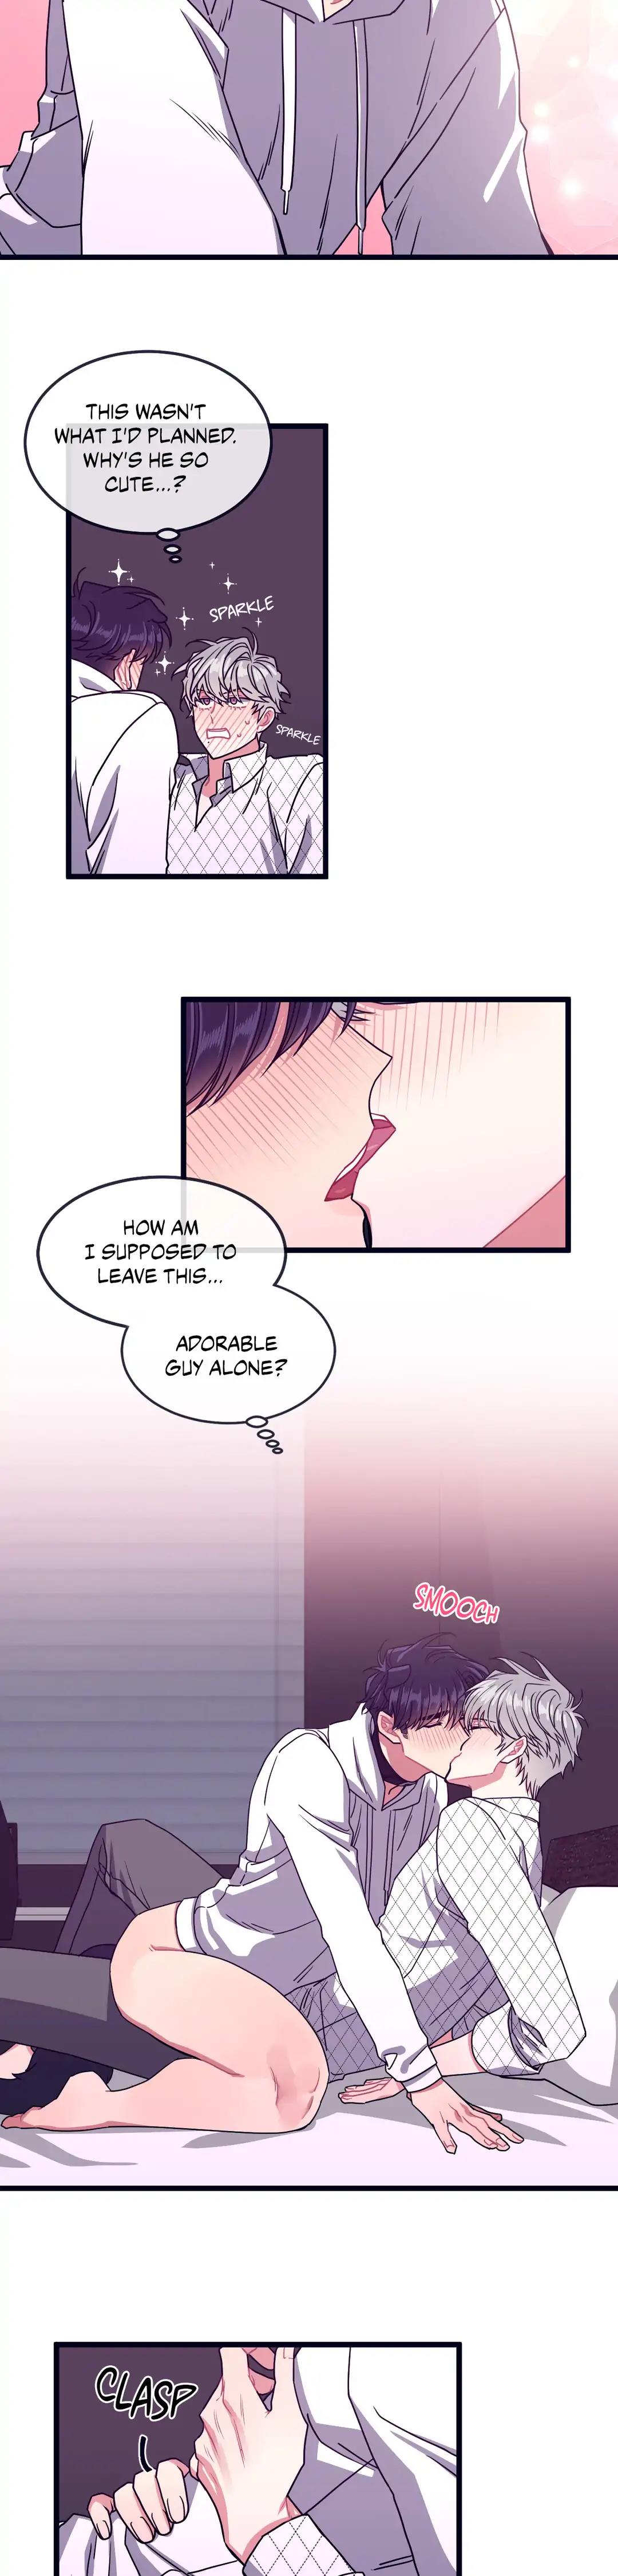 THIS WASN'T
WHAT I'D PLANNED.
WHY'S HE SO
CUTE...?
SPARKLE
SPARKLE
HOW AM
I SUPPOSED TO
LEAVE THIS...
ADORABLE
GUY ALONE?
SMOOCH
CLASP